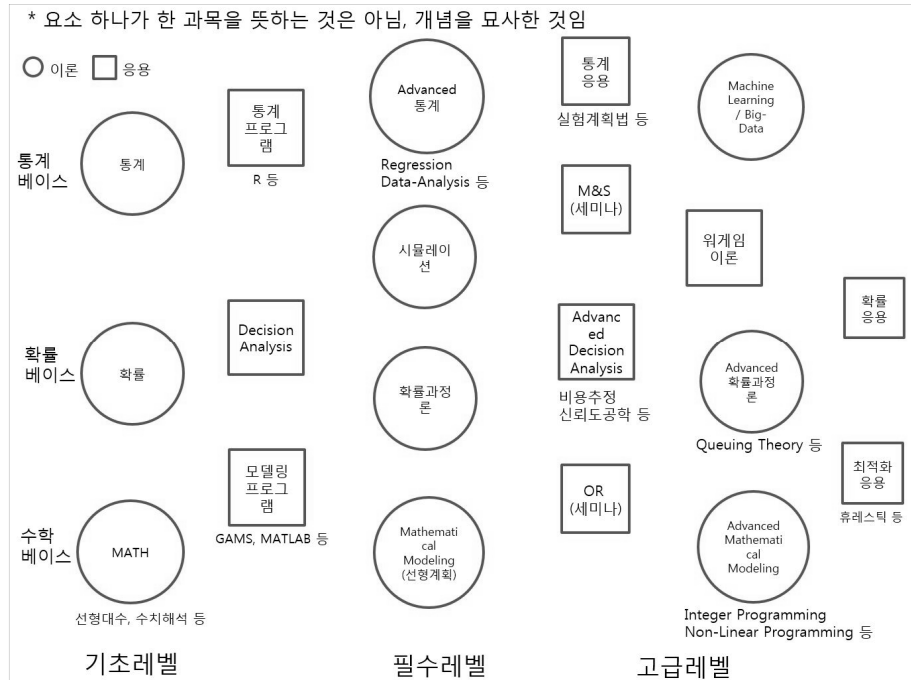 * 요소 하나가 한 과목을 뜻하는 것은 아님, 개념을 묘사한 것임
이론
응용
통계
베이스
통계
통계
프로그
램
R 등
Advanced
통계
Regression
Data-Analysis 등
통계
응용
실험계획법 등
Machine
Learning
/ Big-
Data
M&S
(세미나)
시뮬레이
션
워게임
이론
확률
응용
확률
베이스
확률
Decision
Analysis
확률과정
론
Advanc
ed
Decision
Analysis
비용추정
신뢰도공학 등
Advanced
확률과정
론
Queuing Theory 등
수학
베이스
MATH
선형대수, 수치해석 등
모델링
프로그
램
GAMS, MATLAB 등
Mathemati
cal
Modeling
(선형계획)
OR
(세미나)
Advanced
Mathemati
cal
Modeling
Integer Programming
Non-Linear Programming 등
최적화
응용
휴레스틱 등
기초레벨
필수레벨
고급레벨